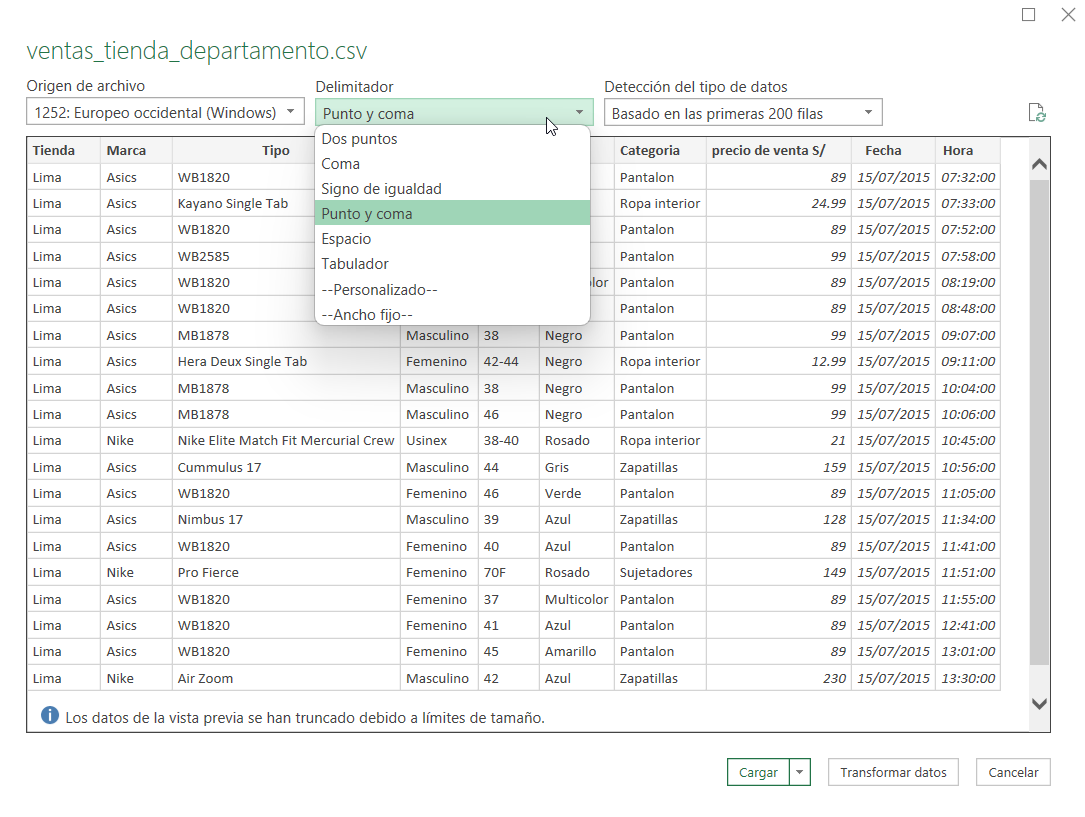 ventas_tienda_departamento.csv
Origen de archivo Delimitador Detección del tipo de datos
1252: Europeo occidental (Windows) Punto y coma Basado en las primeras 200 filas
Dos puntos
Coma
Signo de igualdad
Punto y coma
Espacio
Tabulador
--Personalizado--
--Ancho fijo--
Tienda Marca Tipo Categoria precio de venta S/ Fecha Hora
Lima Asics WB1820 Pantalon 89 15/07/2015 07:32:00
Lima Asics Kayano Single Tab Ropa interior 24.99 15/07/2015 07:33:00
Lima Asics WB1820 Pantalon 89 15/07/2015 07:52:00
Lima Asics WB2585 Pantalon 99 15/07/2015 07:58:00
Lima Asics WB1820 lor Pantalon 89 15/07/2015 08:19:00
Lima Asics WB1820 Pantalon 89 15/07/2015 08:48:00
Lima Asics MB1878 Masculino 38 Negro Pantalon 99 15/07/2015 09:07:00
Lima Asics Hera Deux Single Tab Femenino 42-44 Negro Ropa interior 12.99 15/07/2015 09:11:00
Lima Asics MB1878 Masculino 38 Negro Pantalon 99 15/07/2015 10:04:00
Lima Asics MB1878 Masculino 46 Negro Pantalon 99 15/07/2015 10:06:00
Lima Nike Nike Elite Match Fit Mercurial Crew Usinex 38-40 Rosado Ropa interior 21 15/07/2015 10:45:00
Lima Asics Cummulus 17 Masculino 44 Gris Zapatillas 159 15/07/2015 10:56:00
Lima Asics WB1820 Femenino 46 Verde Pantalon 89 15/07/2015 11:05:00
Lima Asics Nimbus 17 Masculino 39 Azul Zapatillas 128 15/07/2015 11:34:00
Lima Asics WB1820 Femenino 40 Azul Pantalon 89 15/07/2015 11:41:00
Lima Nike Pro Fierce Femenino 70F Rosado Sujetadores 149 15/07/2015 11:51:00
Lima Asics WB1820 Femenino 37 Multicolor Pantalon 89 15/07/2015 11:55:00
Lima Asics WB1820 Femenino 41 Azul Pantalon 89 15/07/2015 12:41:00
Lima Asics WB1820 Femenino 45 Amarillo Pantalon 89 15/07/2015 13:01:00
Lima Nike Air Zoom Masculino 42 Azul Zapatillas 230 15/07/2015 13:30:00
Los datos de la vista previa se han truncado debido a límites de tamaño.
Cargar Transformar datos Cancelar